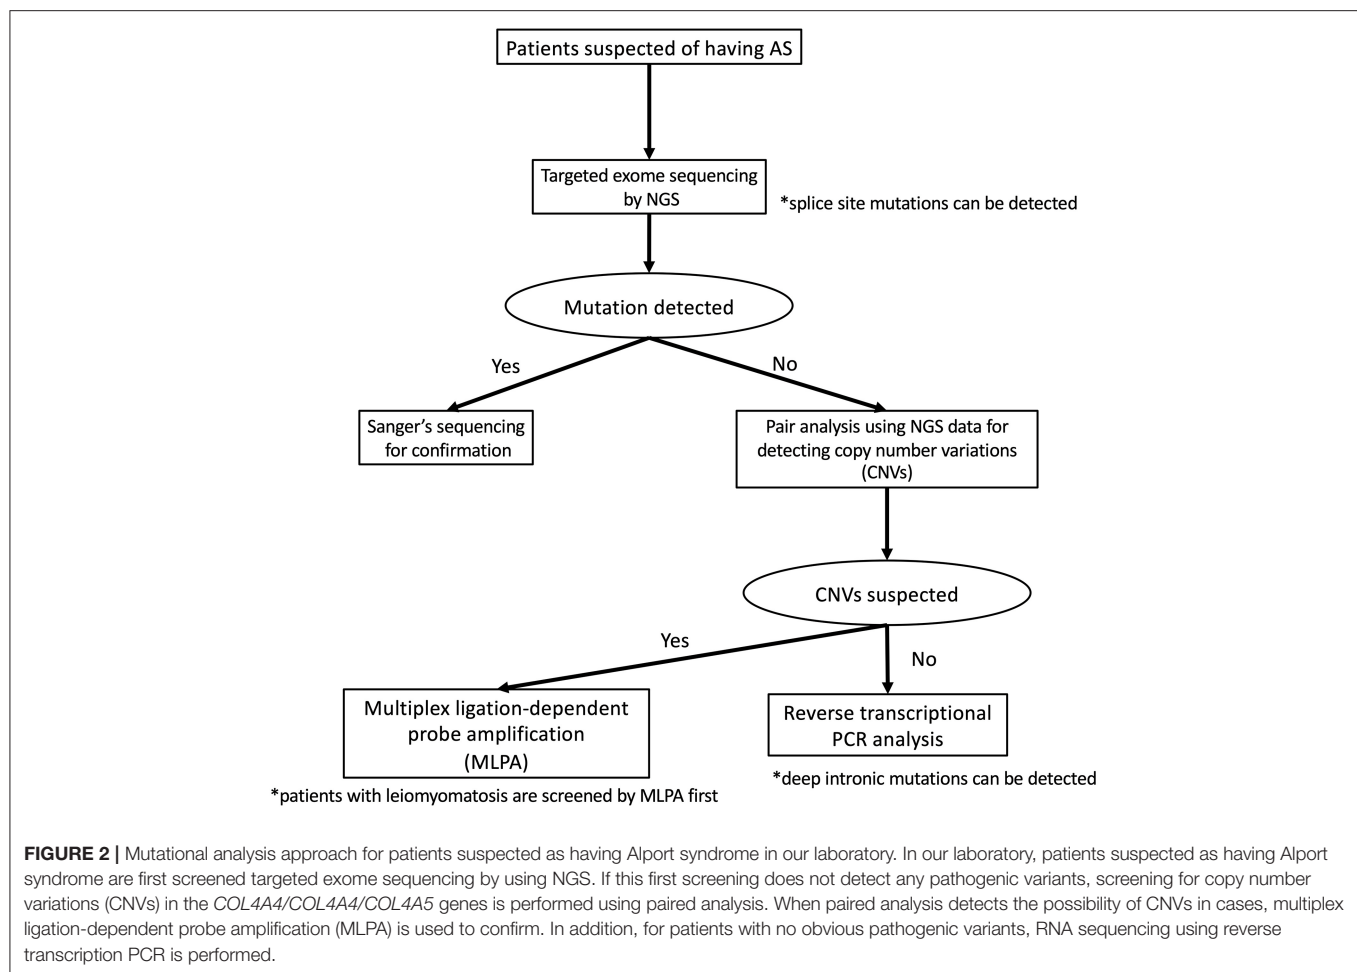 Patients suspected of having AS
Targeted exome sequencing
by NGS
*splice site mutations can be detected
Mutation detected
Yes
No
Sanger's sequencing
for confirmation
Pair analysis using NGS data for
detecting copy number variations
(CNVs)
CNVs suspected
Yes
No
Multiplex ligation-dependent
probe amplification
(MLPA)
Reverse transcriptional
PCR analysis
*patients with leiomyomatosis are screened by MLPA first
*deep intronic mutations can be detected
FIGURE 2 | Mutational analysis approach for patients suspected as having Alport syndrome in our laboratory. In our laboratory, patients suspected as having Alport
syndrome are first screened targeted exome sequencing by using NGS. If this first screening does not detect any pathogenic variants, screening for copy number
variations (CNVs) in the COL4A4/COL4A4/COL4A5 genes is performed using paired analysis. When paired analysis detects the possibility of CNVs in cases, multiplex
ligation-dependent probe amplification (MLPA) is used to confirm. In addition, for patients with no obvious pathogenic variants, RNA sequencing using reverse
transcription PCR is performed.